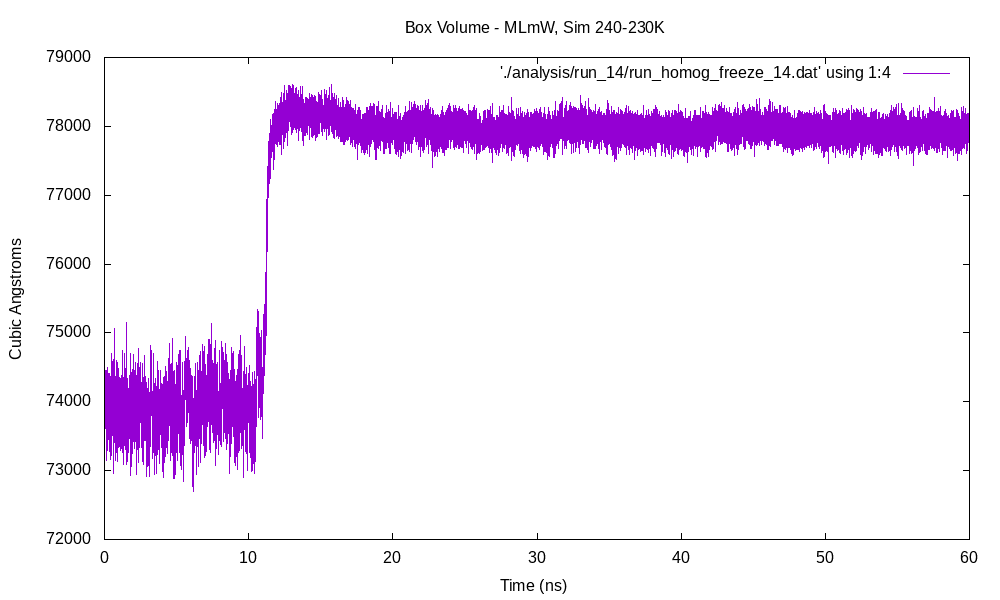 Box Volume - MLmW, Sim 240-230K
'./analysis/run_14/run_homog_freeze_14.dat' using 1:4
79000
78000
77000
76000
75000
74000
73000
72000
Cubic Angstroms
0 10 20 30 40 50 60
Time (ns)